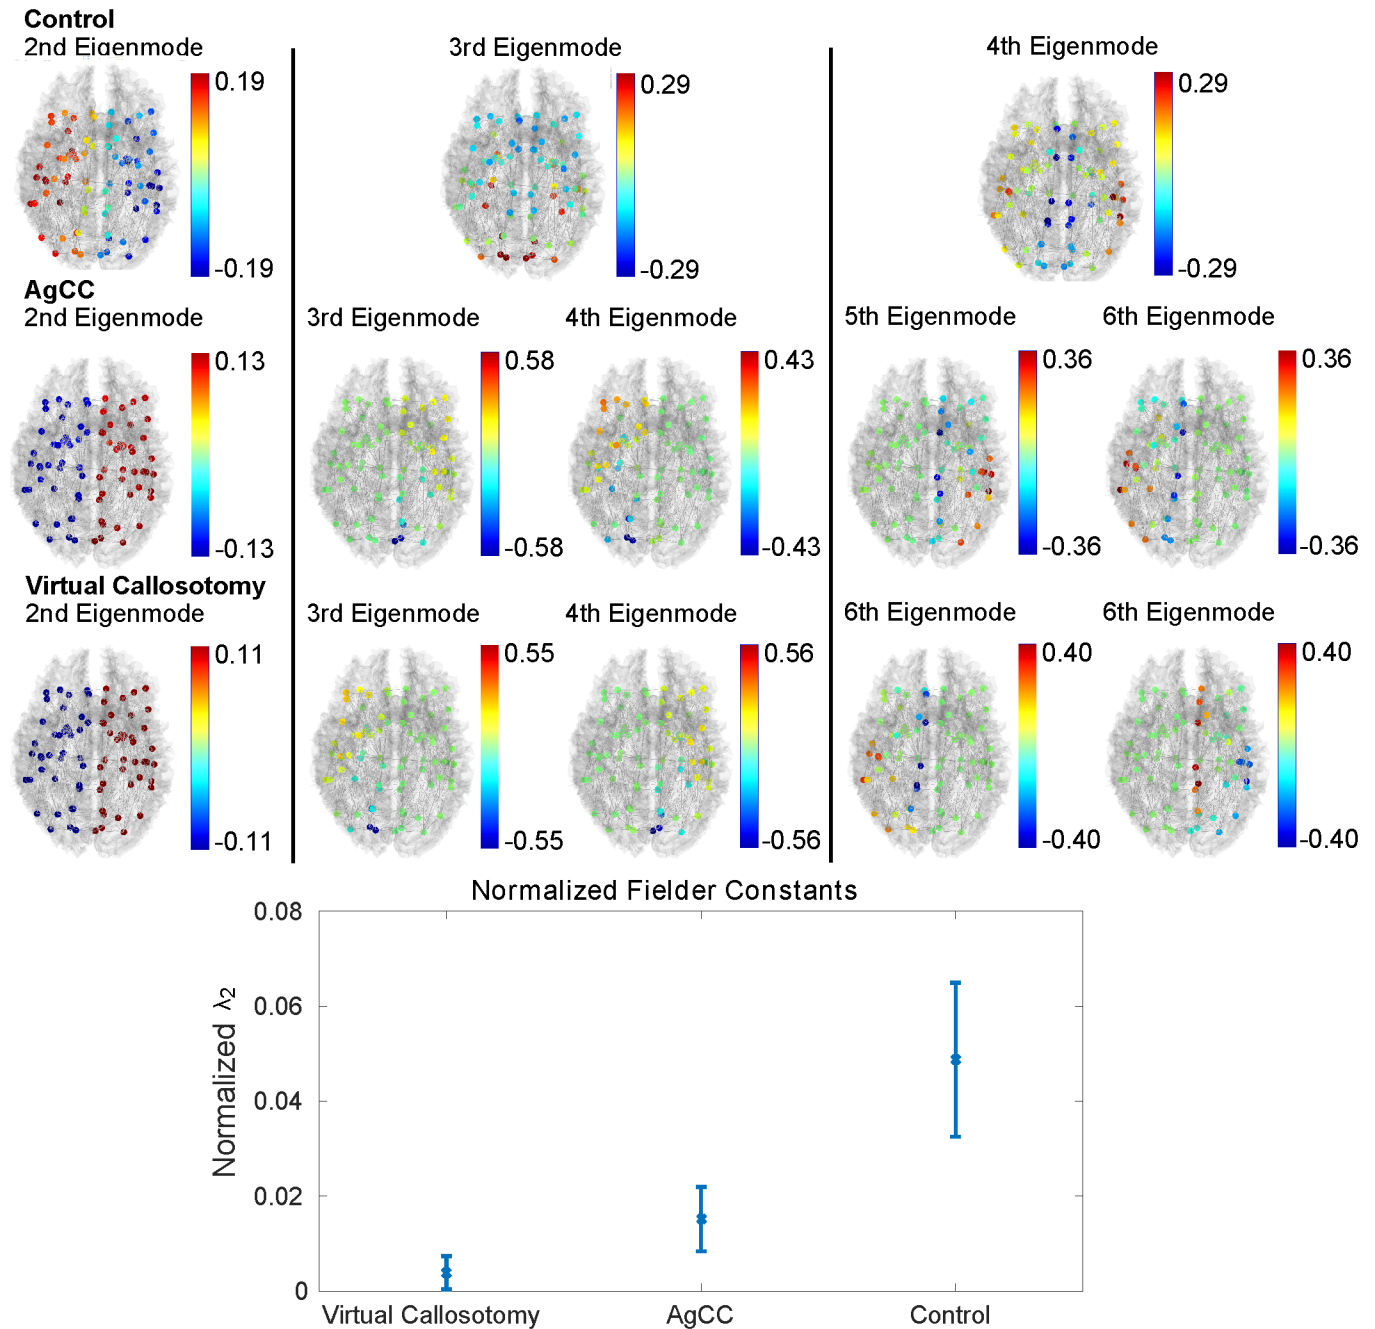 Control
2nd Eigenmode
3rd Eigenmode
4th Eigenmode
0.19
-0.19
0.29
-0.29
0.29
-0.29
AgCC
2nd Eigenmode
3rd Eigenmode
4th Eigenmode
5th Eigenmode
6th Eigenmode
0.13
-0.13
0.58
-0.58
0.43
-0.43
0.36
-0.36
0.36
-0.36
Virtual Callosotomy
2nd Eigenmode
3rd Eigenmode
4th Eigenmode
6th Eigenmode
6th Eigenmode
0.11
-0.11
0.55
-0.55
0.56
-0.56
0.40
-0.40
0.40
-0.40
Normalized Fielder Constants
Normalized λ₂
0.08
0.06
0.04
0.02
0
Virtual Callosotomy
AgCC
Control